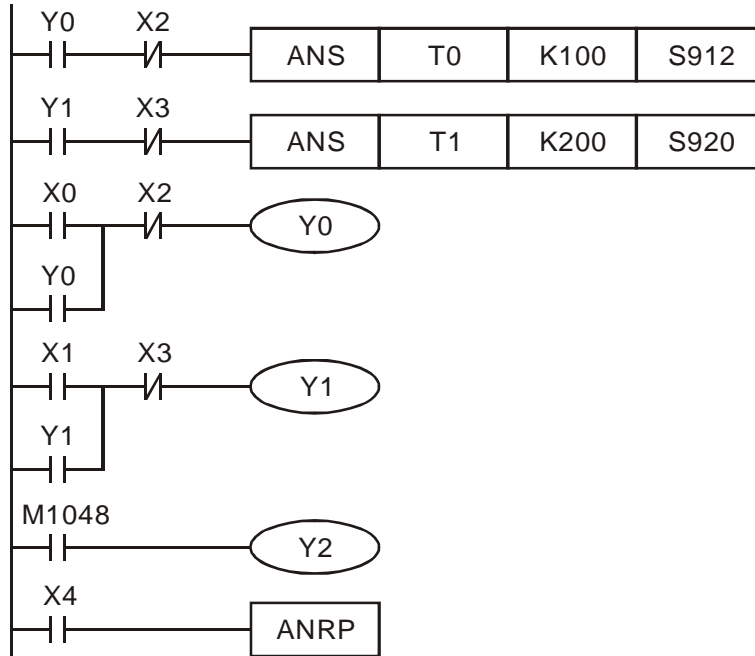 Y0 X2
ANS T0 K100 S912
Y1 X3
ANS T1 K200 S920
X0 X2
Y0
Y0
X1 X3
Y1
Y1
M1048
Y2
X4
ANRP